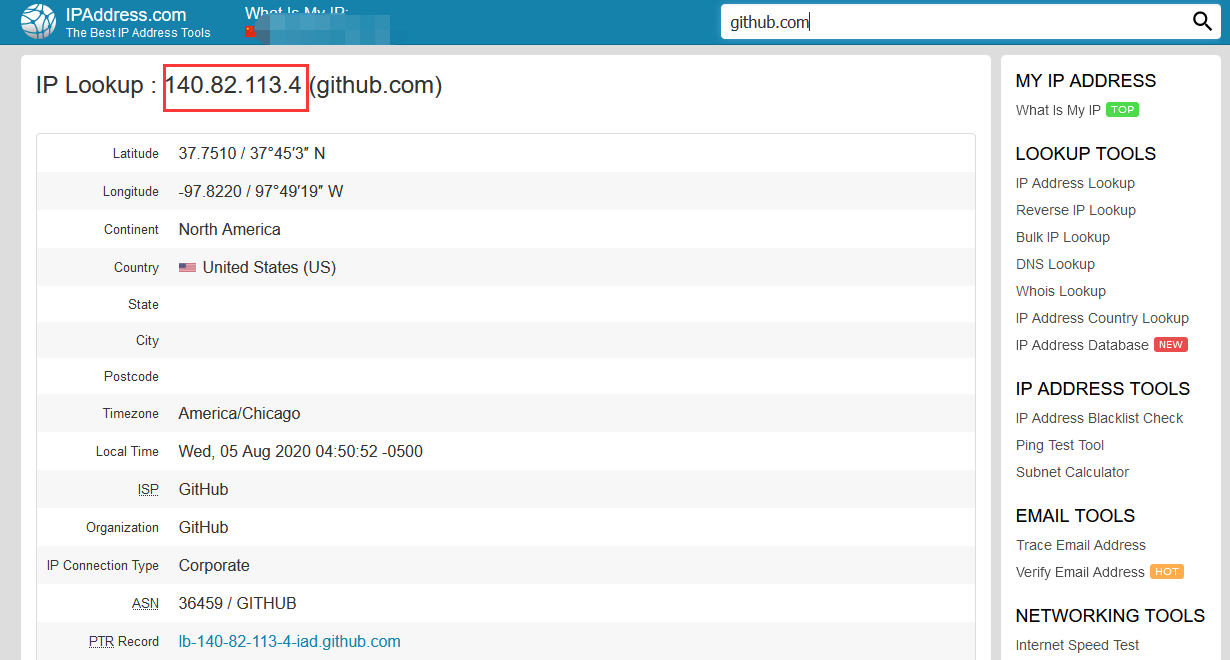 IPAddress.com
The Best IP Address Tools
What Is My IP:
github.com
IP Lookup : 140.82.113.4 (github.com)
Latitude 37.7510 / 37°45′3″ N
Longitude -97.8220 / 97°49′19″ W
Continent North America
Country United States (US)
State
City
Postcode
Timezone America/Chicago
Local Time Wed, 05 Aug 2020 04:50:52 -0500
ISP GitHub
Organization GitHub
IP Connection Type Corporate
ASN 36459 / GITHUB
PTR Record lb-140-82-113-4-iad.github.com
MY IP ADDRESS
What Is My IP TOP
LOOKUP TOOLS
IP Address Lookup
Reverse IP Lookup
Bulk IP Lookup
DNS Lookup
Whois Lookup
IP Address Country Lookup
IP Address Database NEW
IP ADDRESS TOOLS
IP Address Blacklist Check
Ping Test Tool
Subnet Calculator
EMAIL TOOLS
Trace Email Address
Verify Email Address HOT
NETWORKING TOOLS
Internet Speed Test